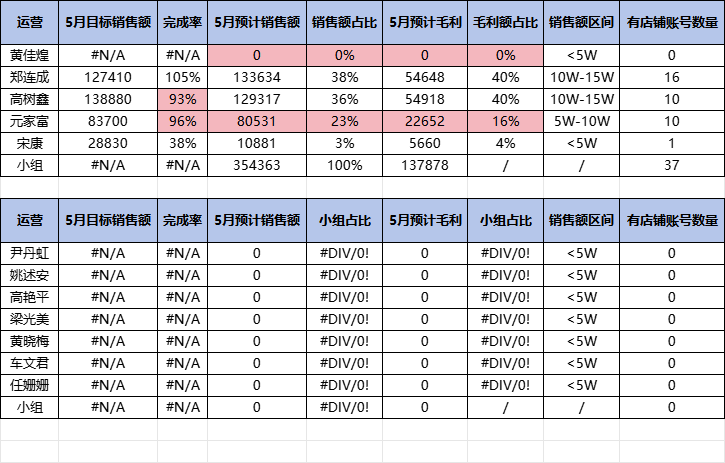 运营 5月目标销售额 完成率 5月预计销售额 销售额占比 5月预计毛利 毛利额占比 销售额区间 有店铺账号数量
黄佳煌 #N/A #N/A 0 0% 0 0% <5W 0
郑连成 127410 105% 133634 38% 54648 40% 10W-15W 16
高树鑫 138880 93% 129317 36% 54918 40% 10W-15W 10
元家富 83700 96% 80531 23% 22652 16% 5W-10W 10
宋康 28830 38% 10881 3% 5660 4% <5W 1
小组 #N/A #N/A 354363 100% 137878 / / 37
运营 5月目标销售额 完成率 5月预计销售额 小组占比 5月预计毛利 小组占比 销售额区间 有店铺账号数量
尹丹虹 #N/A #N/A 0 #DIV/0! 0 #DIV/0! <5W 0
姚述安 #N/A #N/A 0 #DIV/0! 0 #DIV/0! <5W 0
高艳平 #N/A #N/A 0 #DIV/0! 0 #DIV/0! <5W 0
梁光美 #N/A #N/A 0 #DIV/0! 0 #DIV/0! <5W 0
黄晓梅 #N/A #N/A 0 #DIV/0! 0 #DIV/0! <5W 0
车文君 #N/A #N/A 0 #DIV/0! 0 #DIV/0! <5W 0
任姗姗 #N/A #N/A 0 #DIV/0! 0 #DIV/0! <5W 0
小组 #N/A #N/A 0 #DIV/0! 0 / / 0